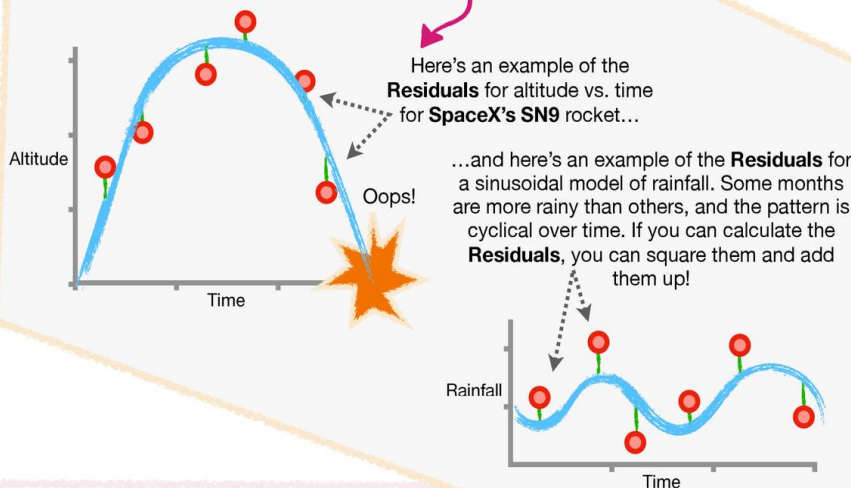 Here's an example of the
Residuals for altitude vs. time
for SpaceX's SN9 rocket…
Altitude
Oops!
Time
…and here's an example of the Residuals for
a sinusoidal model of rainfall. Some months
are more rainy than others, and the pattern is
cyclical over time. If you can calculate the
Residuals, you can square them and add
them up!
Rainfall
Time